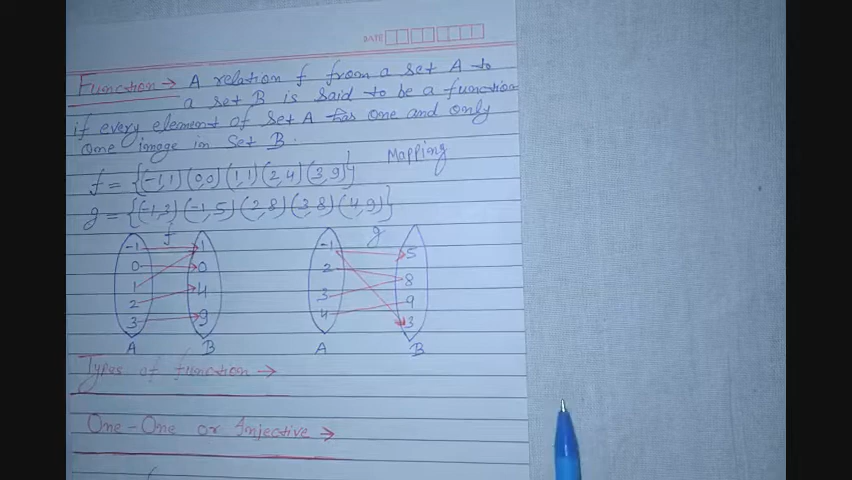 DATE
Function → A relation f from a set A to
a set B is said to be a function
if every element of set A has one and only
one image in set B.
f = {(-1,1) (0,0) (1,1) (2,4) (3,9)} Mapping
g = {(-1,3) (-1,5) (2,8) (3,8) (4,9)}
f g
-1 1 -1 5
0 0 2 8
1 4 3 9
2 9 4 3
3
A B A B
Types of function →
One-One or Injective →